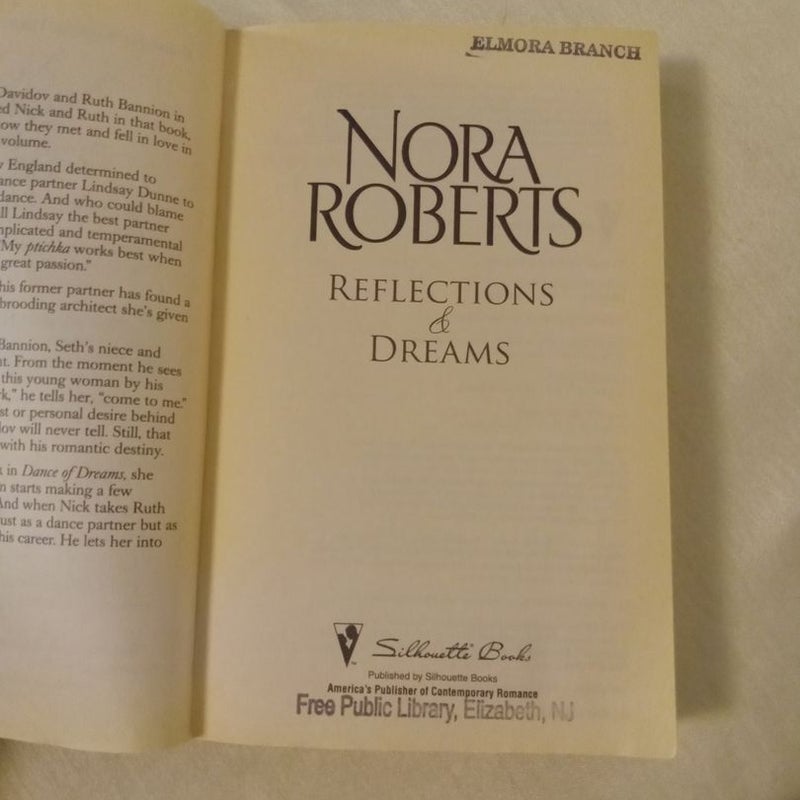 Davidov and Ruth Bannion in
ed Nick and Ruth in that book,
ow they met and fell in love in
volume.
England determined to
ance partner Lindsay Dunne to
dance. And who could blame
ll Lindsay the best partner
mplicated and temperamental
"My ptichka works best when
great passion."
his former partner has found a
brooding architect she's given
Bannion, Seth's niece and
nt. From the moment he sees
this young woman by his
k," he tells her, "come to me."
st or personal desire behind
lov will never tell. Still, that
with his romantic destiny.
in Dance of Dreams, she
n starts making a few
And when Nick takes Ruth
ust as a dance partner but as
his career. He lets her into
ELMORA BRANCH
NORA
ROBERTS
REFLECTIONS
&
DREAMS
Silhouette Books
Published by Silhouette Books
America's Publisher of Contemporary Romance
Free Public Library, Elizabeth, NJ